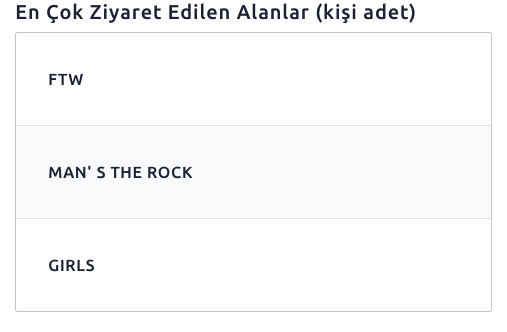 En Çok Ziyaret Edilen Alanlar (kişi adet)
FTW
MAN' S THE ROCK
GIRLS